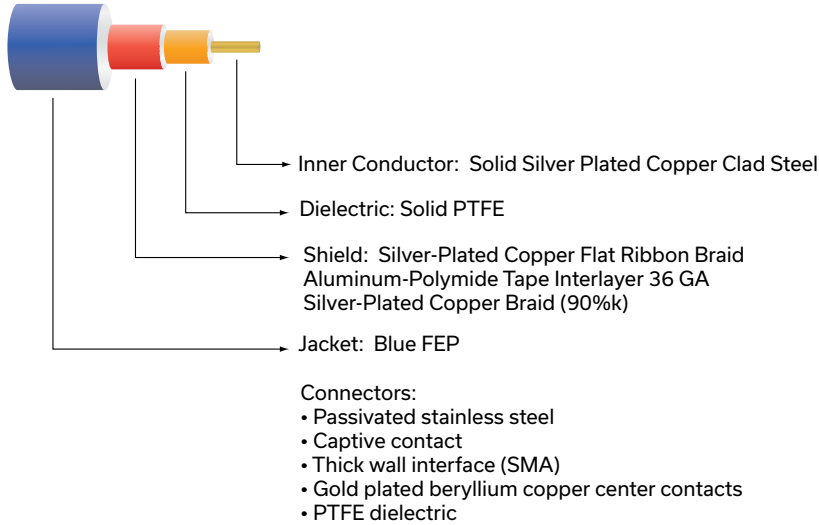 Inner Conductor: Solid Silver Plated Copper Clad Steel
Dielectric: Solid PTFE
Shield: Silver-Plated Copper Flat Ribbon Braid
Aluminum-Polymide Tape Interlayer 36 GA
Silver-Plated Copper Braid (90%k)
Jacket: Blue FEP
Connectors:
• Passivated stainless steel
• Captive contact
• Thick wall interface (SMA)
• Gold plated beryllium copper center contacts
• PTFE dielectric